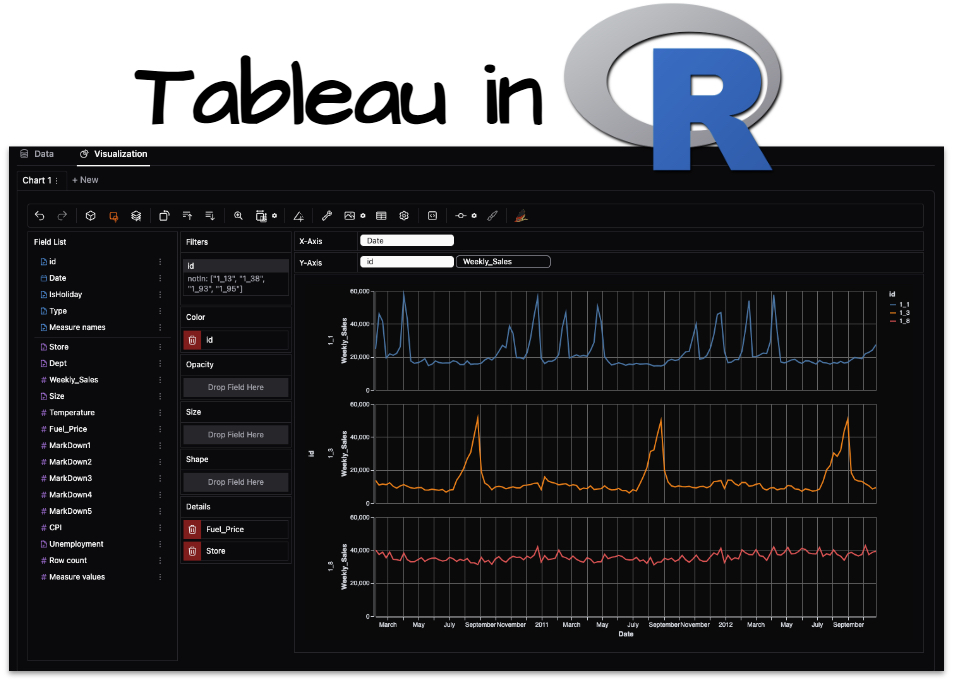 Tableau in R
Data
Visualization
Chart 1
+ New
Field List
id
Date
IsHoliday
Type
Measure names
Store
Dept
# Weekly_Sales
Size
# Temperature
# Fuel_Price
# MarkDown1
# MarkDown2
# MarkDown3
# MarkDown4
# MarkDown5
# CPI
Unemployment
# Row count
# Measure values
Filters
id
notIn: ["1_13", "1_38",
"1_93", "1_95"]
Color
id
Opacity
Drop Field Here
Size
Drop Field Here
Shape
Drop Field Here
Details
Fuel_Price
Store
X-Axis
Date
Y-Axis
id
Weekly_Sales
id
1_1
Weekly_Sales
60,000
40,000
20,000
0
1_3
Weekly_Sales
60,000
40,000
20,000
0
1_8
Weekly_Sales
60,000
40,000
20,000
0
March May July September November 2011 March May July September November 2012 March May July September
Date
id
1_1
1_3
1_8